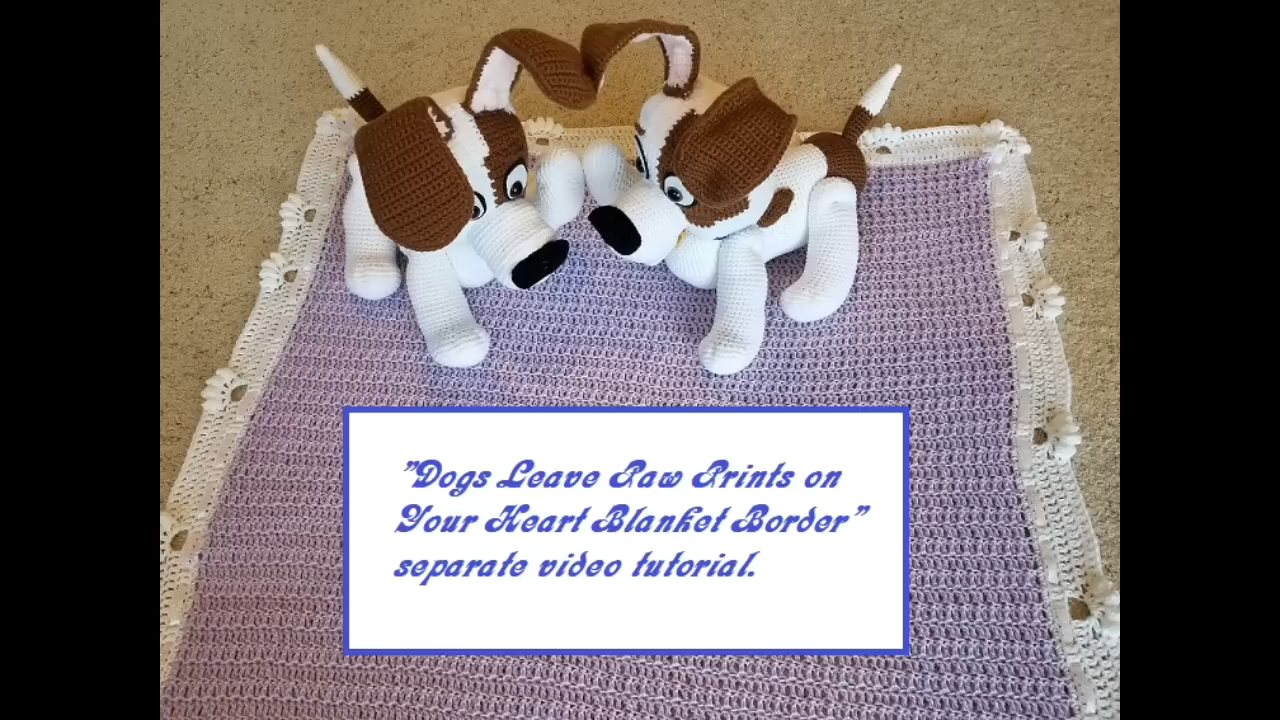 "Dogs Leave Paw Prints on
Your Heart Blanket Border"
separate video tutorial.